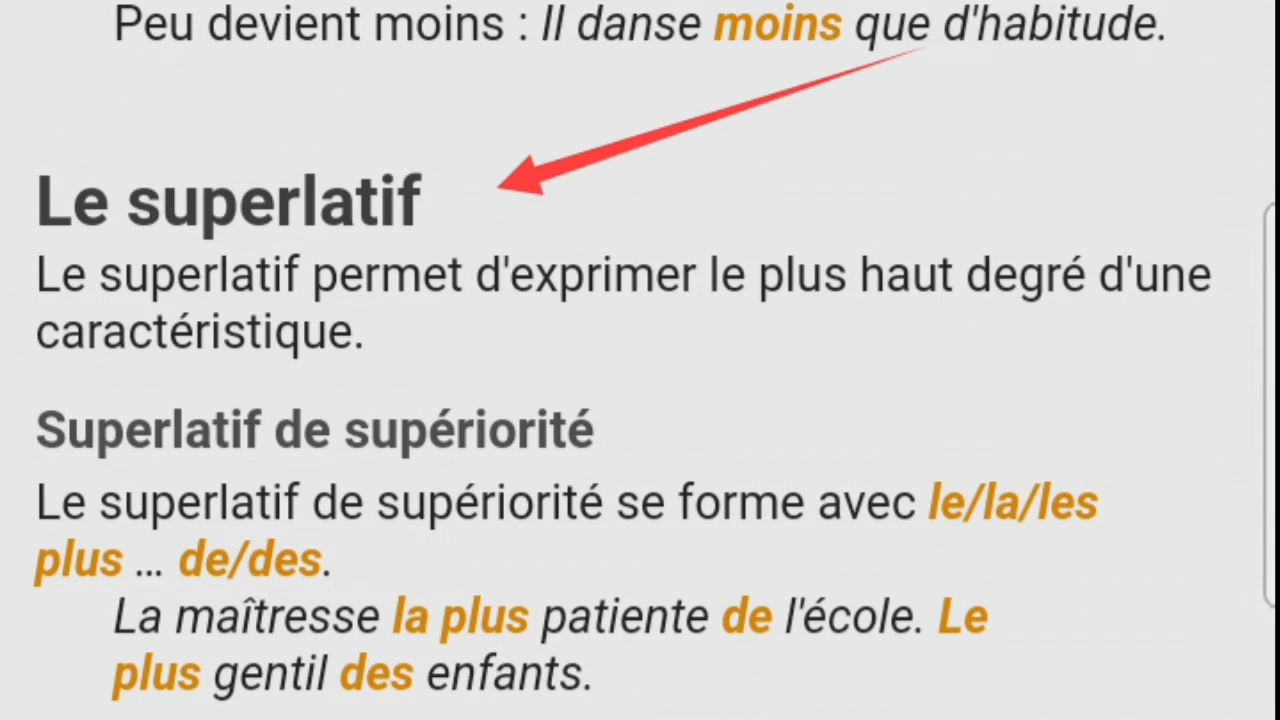 Peu devient moins : Il danse moins que d'habitude.
Le superlatif
Le superlatif permet d'exprimer le plus haut degré d'une
caractéristique.
Superlatif de supériorité
Le superlatif de supériorité se forme avec le/la/les
plus ... de/des.
La maîtresse la plus patiente de l'école. Le
plus gentil des enfants.